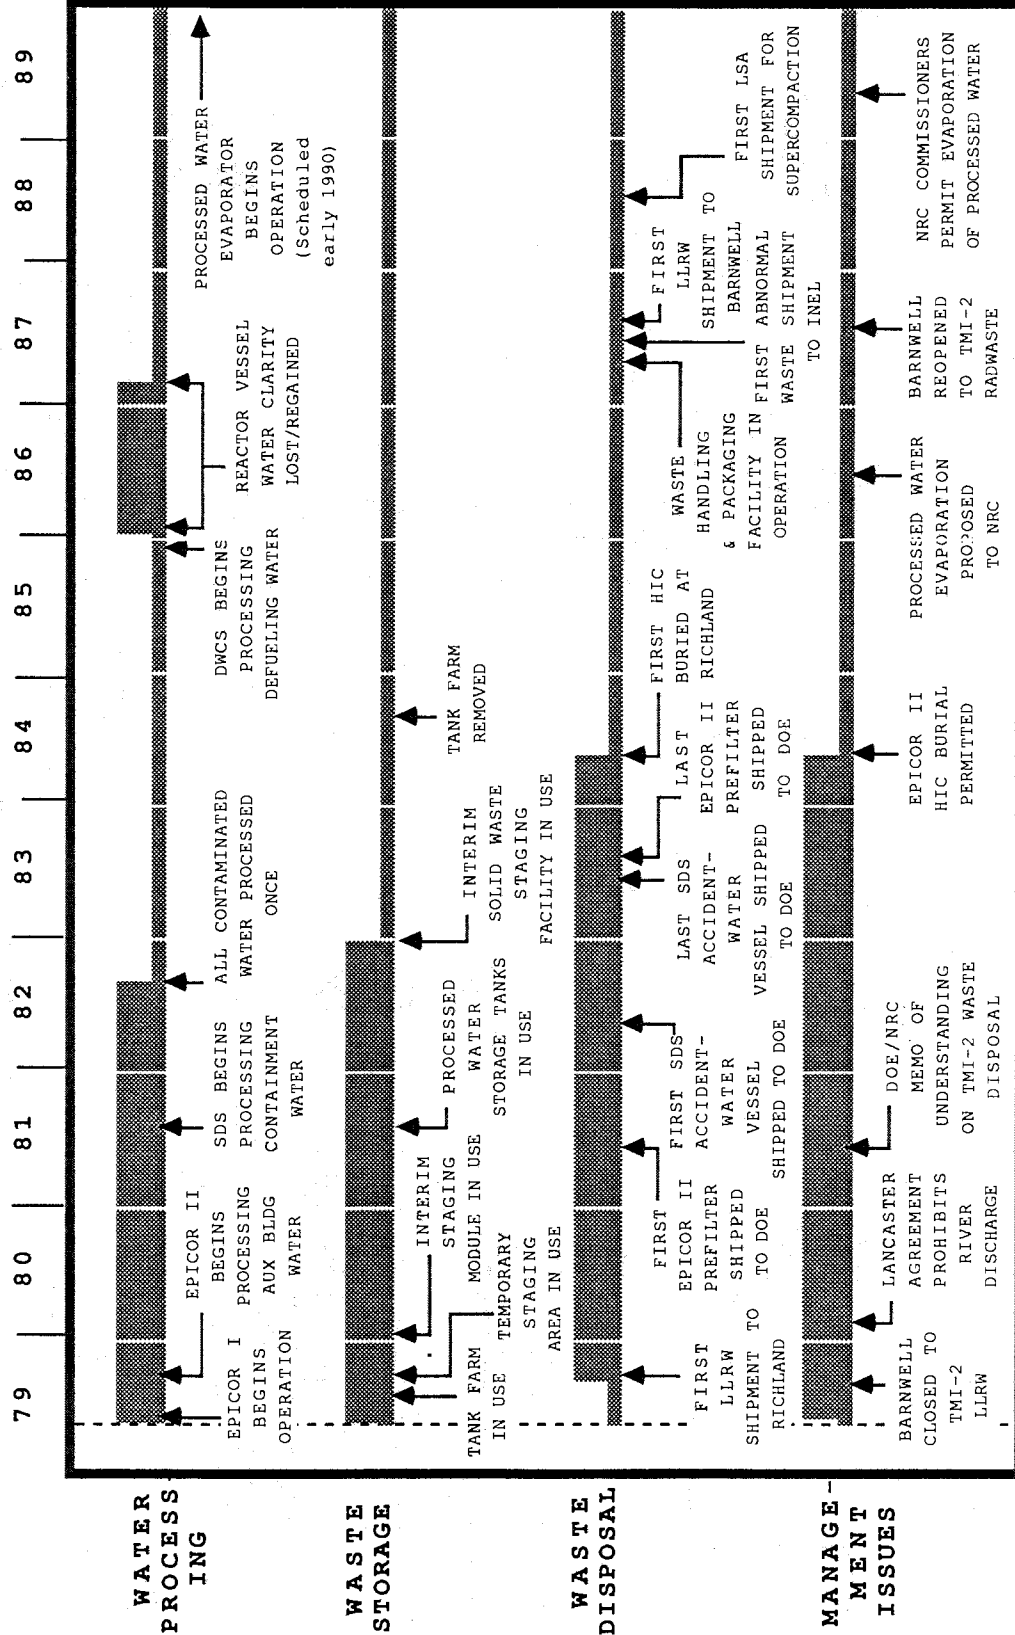 79 80 81 82 83 84 85 86 87 88 89
WATER
PROCESS
ING
EPICOR I
BEGINS
OPERATION
EPICOR II
BEGINS
PROCESSING
AUX BLDG
WATER
SDS BEGINS
PROCESSING
CONTAINMENT
WATER
ALL CONTAMINATED
WATER PROCESSED
ONCE
DWCS BEGINS
PROCESSING
DEFUELING WATER
REACTOR VESSEL
WATER CLARITY
LOST/REGAINED
PROCESSED WATER
EVAPORATOR
BEGINS
OPERATION
(Scheduled
early 1990)
WASTE
STORAGE
TANK FARM
IN USE
TEMPORARY
STAGING
AREA IN USE
INTERIM
STAGING
MODULE IN USE
PROCESSED
WATER
STORAGE TANKS
IN USE
INTERIM
SOLID WASTE
STAGING
FACILITY IN USE
TANK FARM
REMOVED
WASTE
DISPOSAL
FIRST
LLRW
SHIPMENT TO
RICHLAND
FIRST
EPICOR II
PREFILTER
SHIPPED
TO DOE
FIRST SDS
ACCIDENT-
WATER
VESSEL
SHIPPED TO DOE
LAST SDS
ACCIDENT-
WATER
VESSEL SHIPPED
TO DOE
LAST
EPICOR II
PREFILTER
SHIPPED
TO DOE
FIRST HIC
BURIED AT
RICHLAND
WASTE
HANDLING
& PACKAGING
FACILITY IN
OPERATION
FIRST ABNORMAL
WASTE SHIPMENT
TO INEL
FIRST
LLRW
SHIPMENT TO
BARNWELL
FIRST LSA
SHIPMENT FOR
SUPERCOMPACTION
MANAGE-
MENT
ISSUES
BARNWELL
CLOSED TO
TMI-2
LLRW
LANCASTER
AGREEMENT
PROHIBITS
RIVER
DISCHARGE
DOE/NRC
MEMO OF
UNDERSTANDING
ON TMI-2 WASTE
DISPOSAL
EPICOR II
HIC BURIAL
PERMITTED
PROCESSED WATER
EVAPORATION
PROPOSED
TO NRC
BARNWELL
REOPENED
TO TMI-2
RADWASTE
NRC COMMISSIONERS
PERMIT EVAPORATION
OF PROCESSED WATER